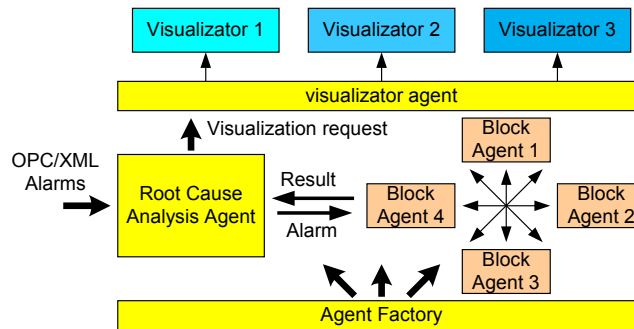 Visualizator 1
Visualizator 2
Visualizator 3
visualizator agent
Visualization request
OPC/XML
Alarms
Root Cause
Analysis Agent
Result
Alarm
Block
Agent 1
Block
Agent 4
Block
Agent 2
Block
Agent 3
Agent Factory